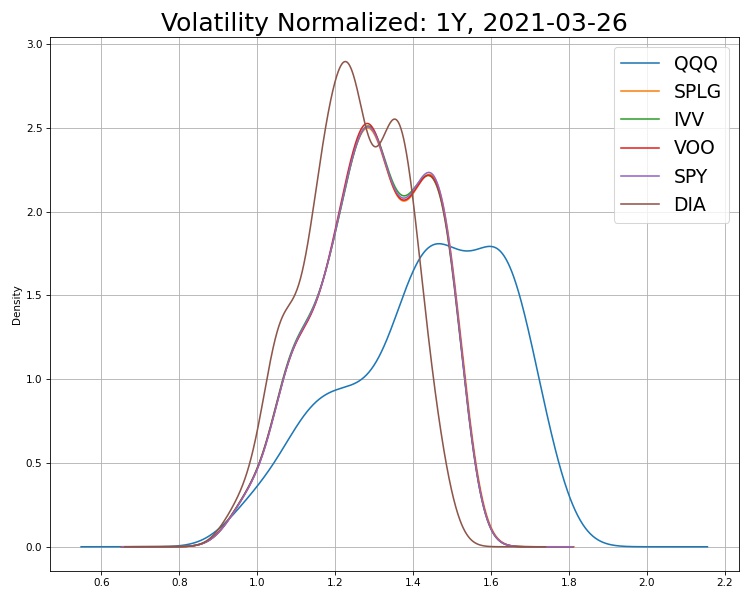 Volatility Normalized: 1Y, 2021-03-26
3.0
2.5
2.0
1.5
1.0
0.5
0.0
Density
QQQ
SPLG
IVV
VOO
SPY
DIA
0.6 0.8 1.0 1.2 1.4 1.6 1.8 2.0 2.2